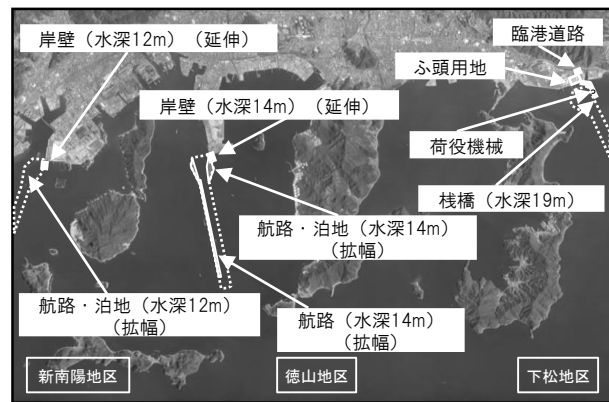 岸壁（水深12m）（延伸）
臨港道路
ふ頭用地
岸壁（水深14m）（延伸）
荷役機械
桟橋（水深19m）
航路・泊地（水深14m）
（拡幅）
航路・泊地（水深12m）
（拡幅）
航路（水深14m）
（拡幅）
新南陽地区
徳山地区
下松地区